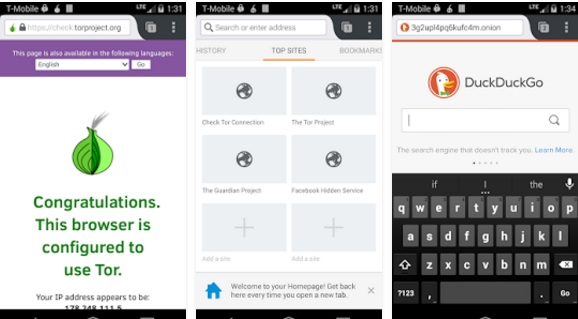 T-Mobile LTE 1:31
https://check.torproject.org
This page is also available in the following languages:
English Go
Congratulations.
This browser is
configured to
use Tor.
Your IP address appears to be:
178.248.111.5
T-Mobile LTE 1:31
Search or enter address
HISTORY TOP SITES BOOKMARKS
Check Tor Connection The Tor Project
The Guardian Project Facebook Hidden Service
Add a site Add a site
Welcome to your Homepage! Get back
here every time you open a new tab.
T-Mobile LTE 1:34
3g2upl4pq6kufc4m.onion
DuckDuckGo
The search engine that doesn't track you. Learn More.
if I the
q w e r t y u i o p
a s d f g h j k l
z x c v b n m
?123 , . Go